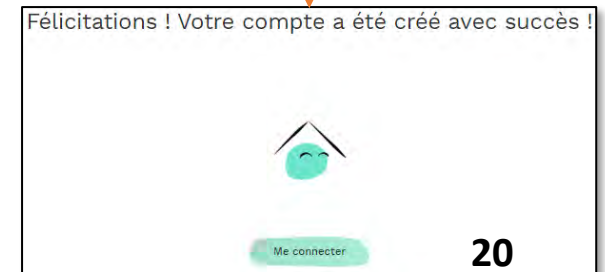 Félicitations ! Votre compte a été créé avec succès !
Me connecter
20